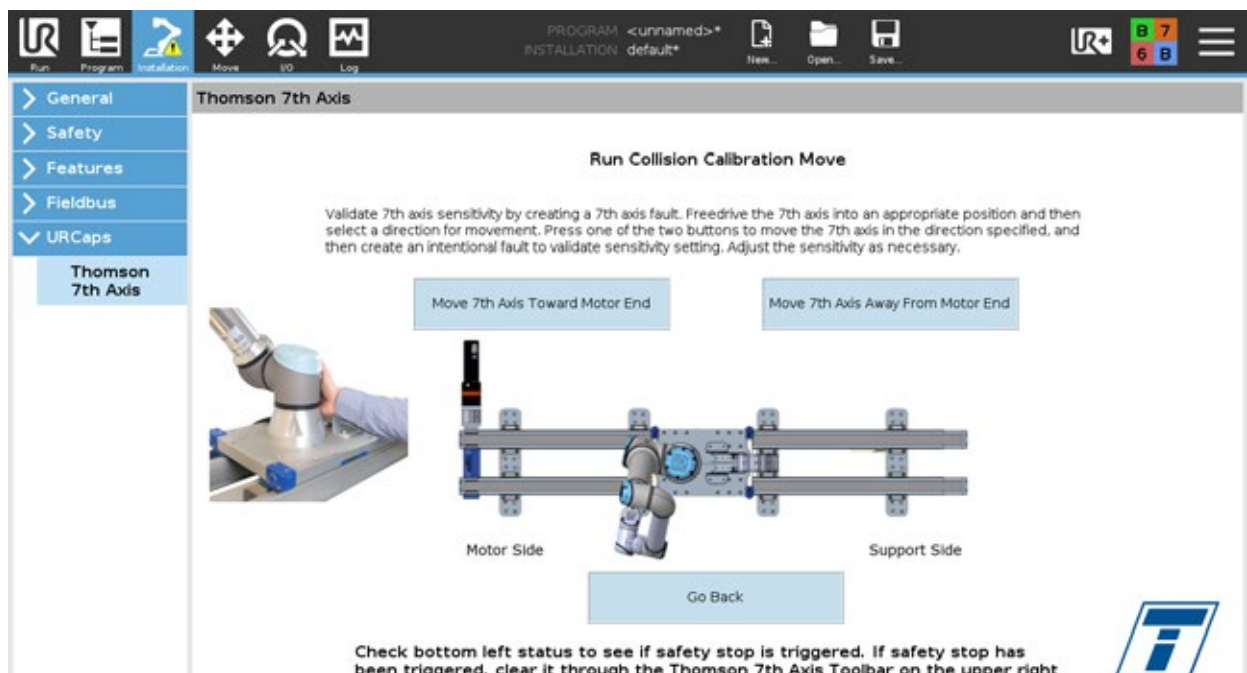 UR
PROGRAM <unnamed>*
INSTALLATION default*
Run Program Installation Move I/O Log New... Open... Save...
UR+ B 7
6 B
General
Thomson 7th Axis
Safety
Features
Fieldbus
URCaps
Thomson
7th Axis
Run Collision Calibration Move
Validate 7th axis sensitivity by creating a 7th axis fault. Freedrive the 7th axis into an appropriate position and then
select a direction for movement. Press one of the two buttons to move the 7th axis in the direction specified, and
then create an intentional fault to validate sensitivity setting. Adjust the sensitivity as necessary.
Move 7th Axis Toward Motor End
Move 7th Axis Away From Motor End
Motor Side
Support Side
Go Back
Check bottom left status to see if safety stop is triggered. If safety stop has
been triggered, clear it through the Thomson 7th Axis Toolbar on the upper right